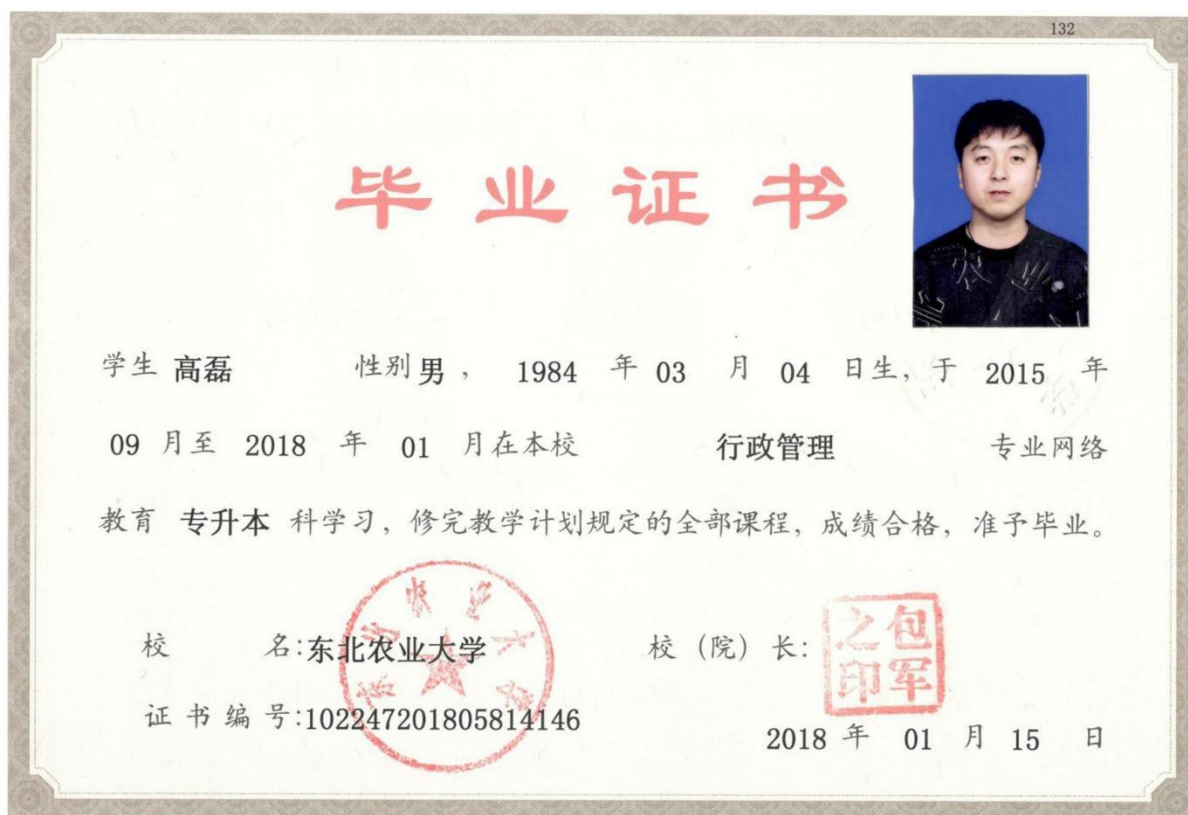 132
毕业证书
学生 高磊 性别 男 , 1984 年 03 月 04 日生, 于 2015 年
09 月至 2018 年 01 月在本校 行政管理 专业网络
教育 专升本 科学习, 修完教学计划规定的全部课程, 成绩合格, 准予毕业。
校 名:东北农业大学 校 (院) 长:
包军之印
证书编号:102247201805814146
2018 年 01 月 15 日